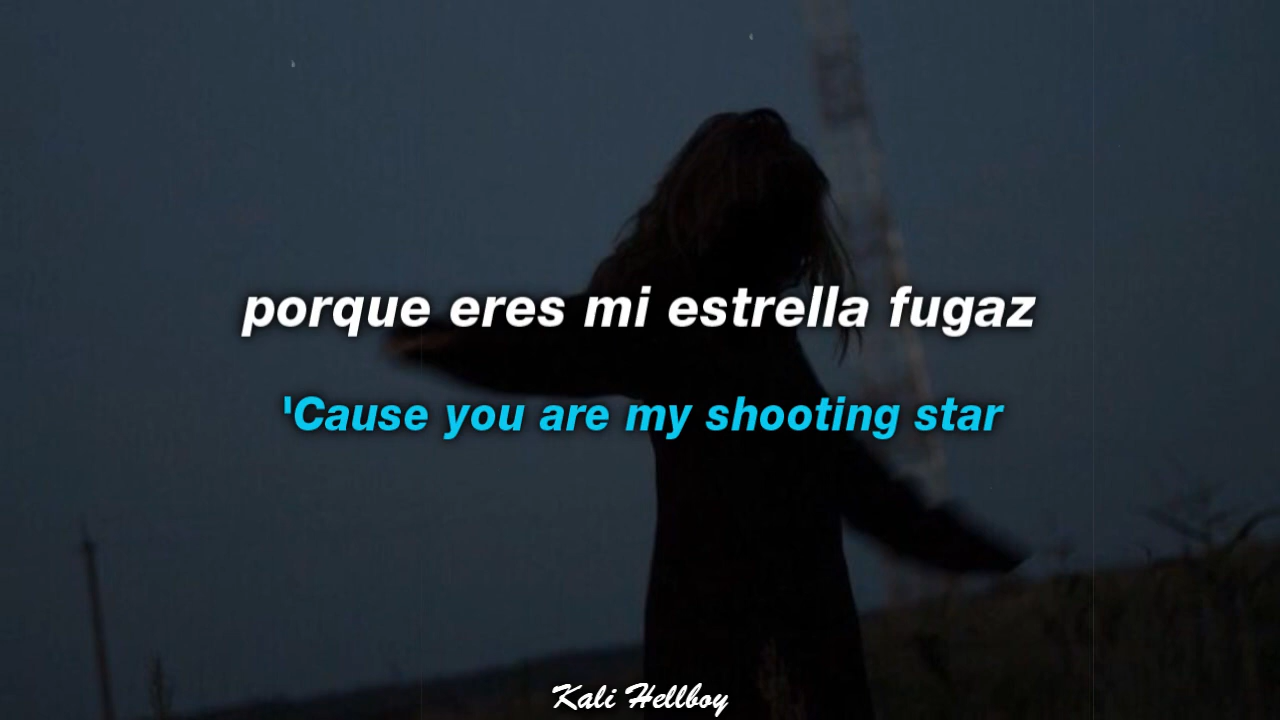 porque eres mi estrella fugaz
'Cause you are my shooting star
Kali Hellboy